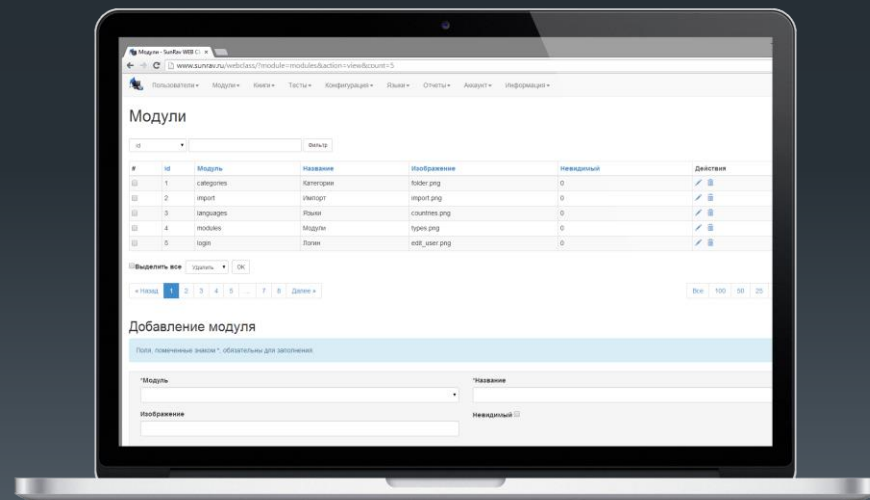 Модули - SunRav WEB Cl ×
www.sunrav.ru/webclass/?module=modules&action=view&count=5
Пользователи Модули Книги Тесты Конфигурация Языки Отчеты Аккаунт Информация
Модули
id Фильтр
# id Модуль Название Изображение Невидимый Действия
1 categories Категории folder.png 0
2 import Импорт import.png 0
3 languages Языки countries.png 0
4 modules Модули types.png 0
5 login Логин edit_user.png 0
Выделить все Удалить OK
« Назад 1 2 3 4 5 ... 7 8 Далее » Все 100 50 25
Добавление модуля
Поля, помеченные знаком *, обязательны для заполнения.
*Модуль *Название
Изображение Невидимый